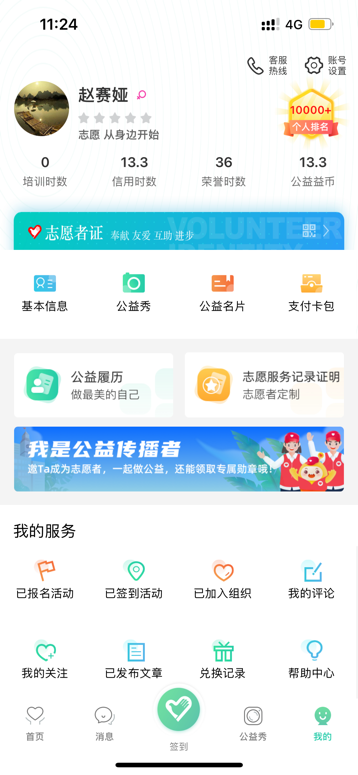 11:24
4G
客服
热线
账号
设置
赵赛娅
志愿 从身边开始
10000+
个人排名
0
13.3
36
13.3
培训时数
信用时数
荣誉时数
公益益币
VOLUNTEER
IDENTITY
志愿者证 奉献 友爱 互助 进步
基本信息
公益秀
公益名片
支付卡包
公益履历
做最美的自己
志愿服务记录证明
志愿者定制
我是公益传播者
邀Ta成为志愿者，一起做公益，还能领取专属勋章哦！
我的服务
已报名活动
已签到活动
已加入组织
我的评论
我的关注
已发布文章
兑换记录
帮助中心
首页
消息
签到
公益秀
我的